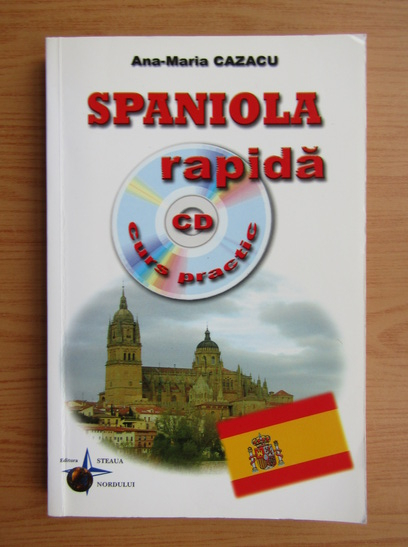 Ana-Maria CAZACU
SPANIOLA
rapidă
CD
Curs practic
Editura STEAUA
NORDULUI